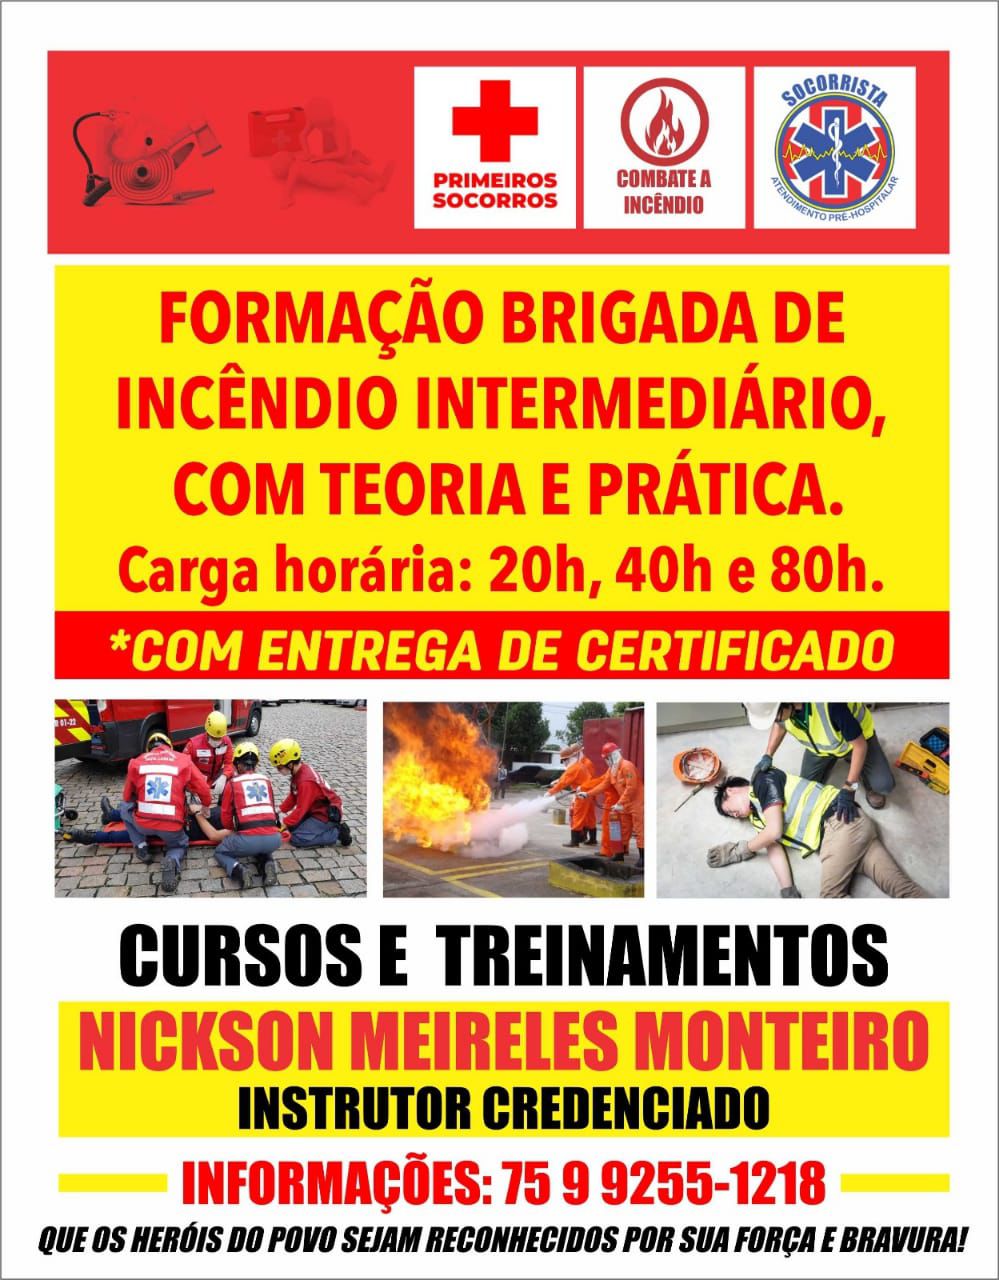 PRIMEIROS
SOCORROS
COMBATE A
INCÊNDIO
SOCORRISTA
ATENDIMENTO PRÉ-HOSPITALAR
FORMAÇÃO BRIGADA DE
INCÊNDIO INTERMEDIÁRIO,
COM TEORIA E PRÁTICA.
Carga horária: 20h, 40h e 80h.
*COM ENTREGA DE CERTIFICADO
01-22
CURSOS E TREINAMENTOS
NICKSON MEIRELES MONTEIRO
INSTRUTOR CREDENCIADO
INFORMAÇÕES: 75 9 9255-1218
QUE OS HERÓIS DO POVO SEJAM RECONHECIDOS POR SUA FORÇA E BRAVURA!